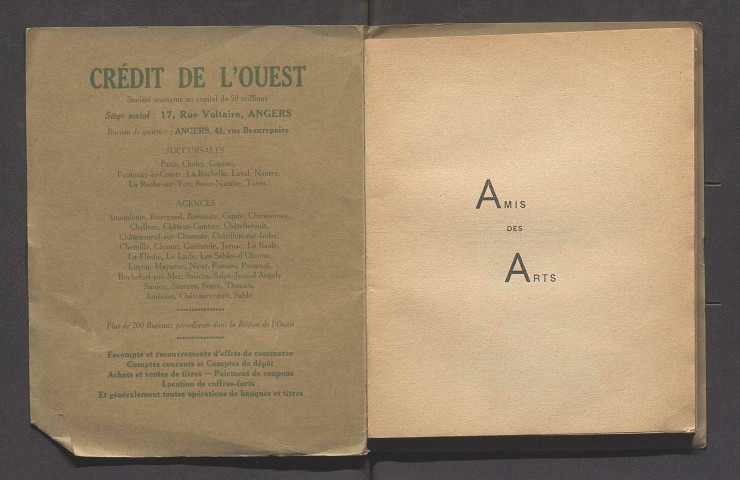 CRÉDIT DE L'OUEST
Société anonyme au capital de 50 millions
Siège social : 17, Rue Voltaire, ANGERS
Bureau de quartier : ANGERS, 41, rue Beaurepaire
SUCCURSALES
Paris, Cholet, Cognac,
Fontenay-le-Comte, La Rochelle, Laval, Nantes,
La Roche-sur-Yon, Saint-Nazaire, Tours.
AGENCES
Angoulême, Bourgueil, Bressuire, Candé, Chantonnay,
Challans, Château-Gontier, Châtellerault,
Châteauneuf-sur-Charente, Châtillon-sur-Indre,
Chemillé, Chinon, Guérande, Jarnac, La Baule,
La Flèche, Le Lude, Les Sables-d'Olonne,
Luçon, Mayenne, Niort, Poitiers, Pouancé,
Rochefort-sur-Mer, Saintes, Saint-Jean-d'Angély
Saujon, Saumur, Segré, Thouars,
Amboise, Châteaurenault, Sablé.
Plus de 200 Bureaux périodiques dans la Région de l'Ouest
Escompte et recouvrements d'effets de commerce
Comptes courants et Comptes de dépôt
Achats et ventes de titres — Paiement de coupons
Location de coffres-forts
Et généralement toutes opérations de banques et titres
AMIS
DES
ARTS